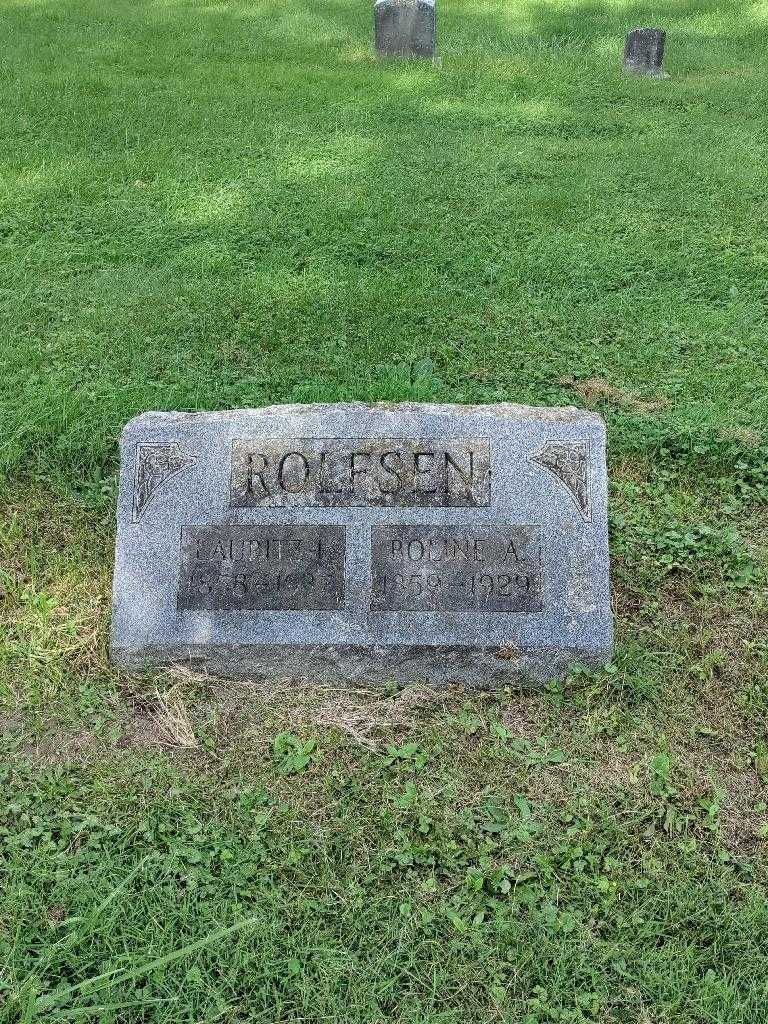 ROLFSEN
LAURITZ
BOLINE A.
1859-1929